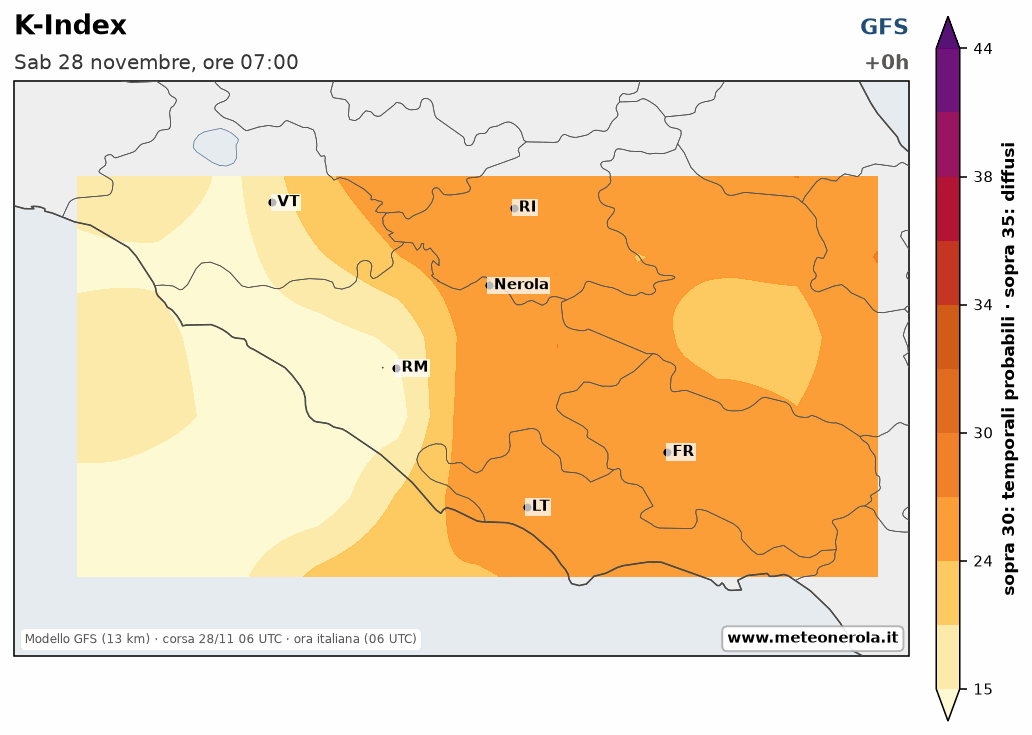 K-Index
GFS
Sab 28 novembre, ore 07:00
+0h
VT
RI
Nerola
RM
FR
LT
Modello GFS (13 km) · corsa 28/11 06 UTC · ora italiana (06 UTC)
www.meteonerola.it
44
38
34
30
24
15
sopra 30: temporali probabili · sopra 35: diffusi